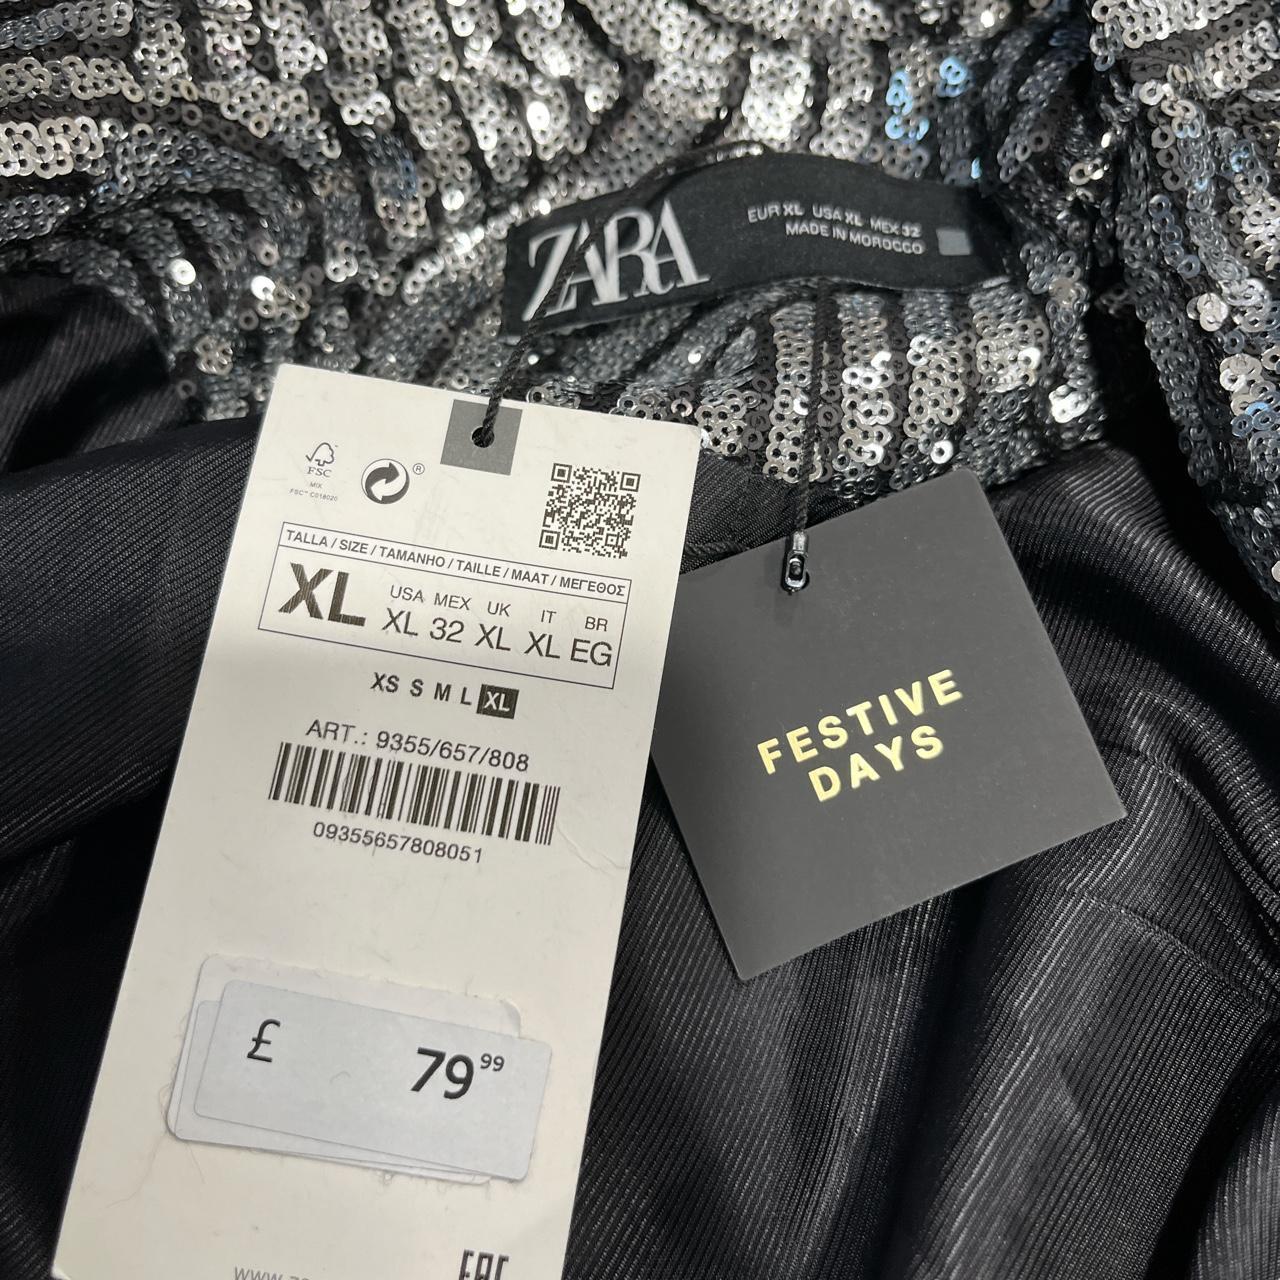 ZARA
EUR XL USA XL MEX 32
MADE IN MOROCCO
FSC
MIX
FSC™ C018020
®
TALLA / SIZE / TAMANHO / TAILLE / MAAT / ΜΕΓΕΘΟΣ
XL
USA MEX UK IT BR
XL 32 XL XL EG
XS S M L XL
ART.: 9355/657/808
09355657808051
£ 79 99
FESTIVE
DAYS